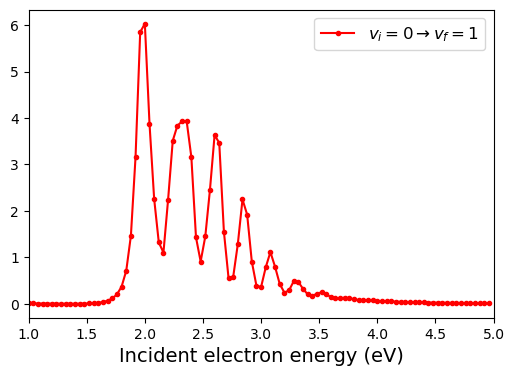 6
5
4
3
2
1
0
v_i = 0 → v_f = 1
1.0 1.5 2.0 2.5 3.0 3.5 4.0 4.5 5.0
Incident electron energy (eV)